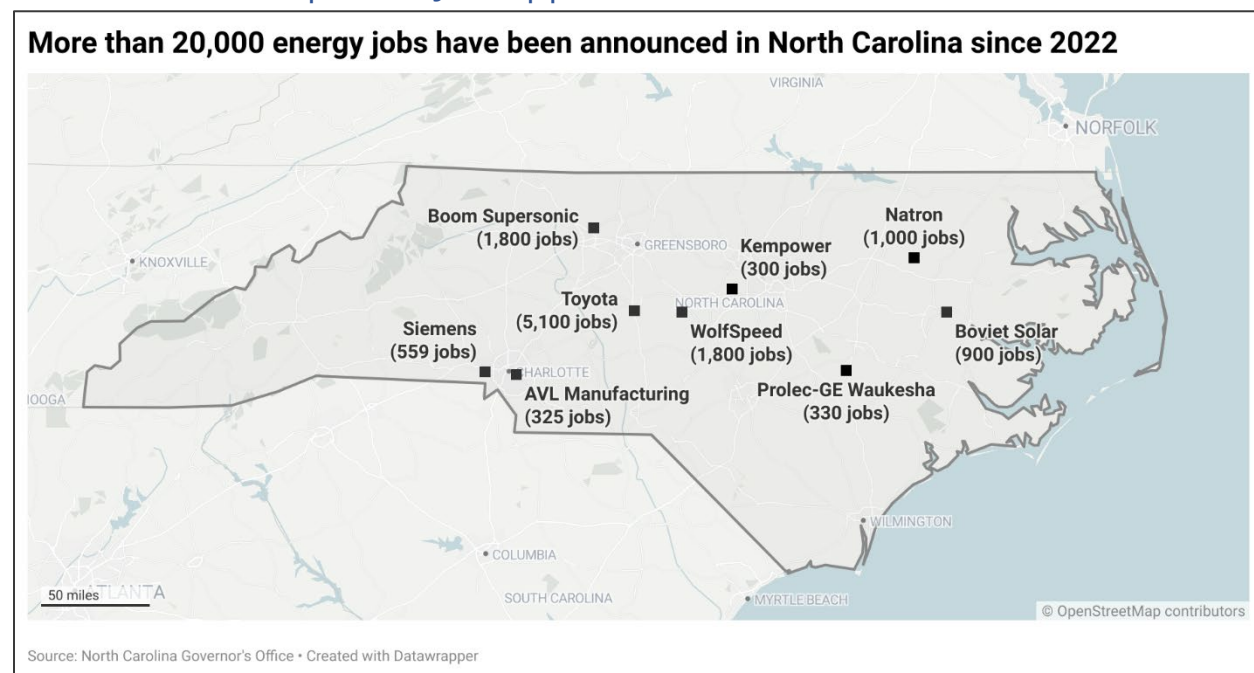 More than 20,000 energy jobs have been announced in North Carolina since 2022
VIRGINIA
NORFOLK
Boom Supersonic
(1,800 jobs)
GREENSBORO
Natron
(1,000 jobs)
KNOXVILLE
Kempower
(300 jobs)
Toyota
(5,100 jobs)
NORTH CAROLINA
WolfSpeed
(1,800 jobs)
Siemens
(559 jobs)
Boviet Solar
(900 jobs)
CHARLOTTE
AVL Manufacturing
(325 jobs)
Prolec-GE Waukesha
(330 jobs)
OOGA
WILMINGTON
COLUMBIA
ATLANTA
50 miles
SOUTH CAROLINA
MYRTLE BEACH
© OpenStreetMap contributors
Source: North Carolina Governor's Office • Created with Datawrapper